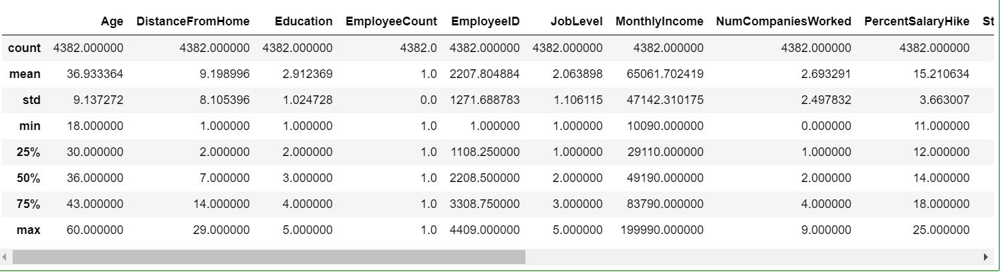 Age DistanceFromHome Education EmployeeCount EmployeeID JobLevel MonthlyIncome NumCompaniesWorked PercentSalaryHike St
count 4382.000000 4382.000000 4382.000000 4382.0 4382.000000 4382.000000 4382.000000 4382.000000 4382.000000
mean 36.933364 9.198996 2.912369 1.0 2207.804884 2.063898 65061.702419 2.693291 15.210634
std 9.137272 8.105396 1.024728 0.0 1271.688783 1.106115 47142.310175 2.497832 3.663007
min 18.000000 1.000000 1.000000 1.0 1.000000 1.000000 10090.000000 0.000000 11.000000
25% 30.000000 2.000000 2.000000 1.0 1108.250000 1.000000 29110.000000 1.000000 12.000000
50% 36.000000 7.000000 3.000000 1.0 2208.500000 2.000000 49190.000000 2.000000 14.000000
75% 43.000000 14.000000 4.000000 1.0 3308.750000 3.000000 83790.000000 4.000000 18.000000
max 60.000000 29.000000 5.000000 1.0 4409.000000 5.000000 199990.000000 9.000000 25.000000